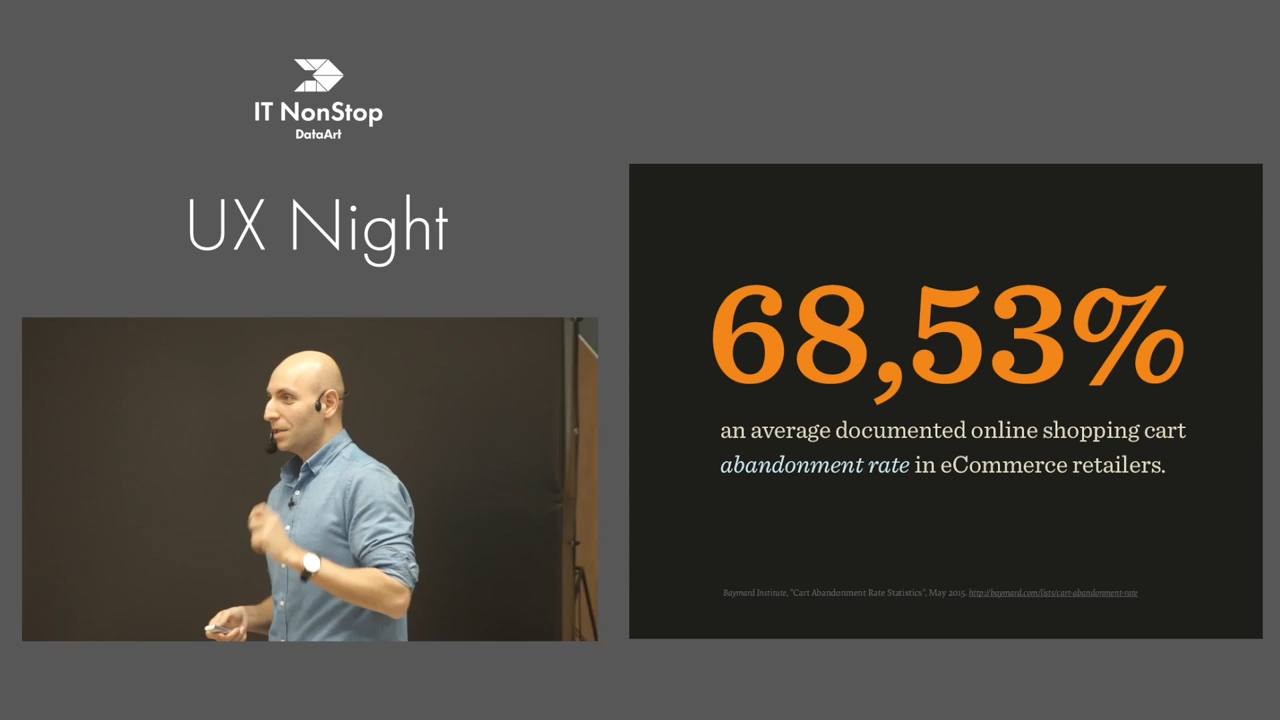 IT NonStop
DataArt
UX Night
68,53%
an average documented online shopping cart
abandonment rate in eCommerce retailers.
Baymard Institute, "Cart Abandonment Rate Statistics", May 2015. http://baymard.com/lists/cart-abandonment-rate